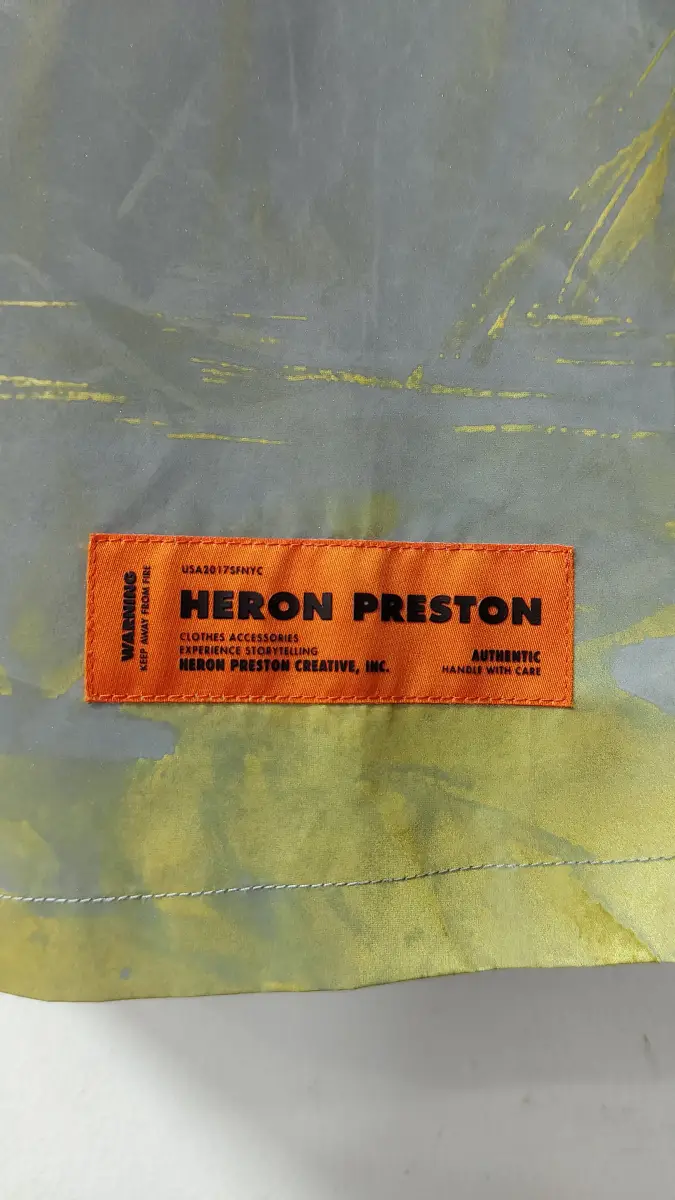 WARNING
KEEP AWAY FROM FIRE
USA2017SFNYC
HERON PRESTON
CLOTHES ACCESSORIES
EXPERIENCE STORYTELLING
HERON PRESTON CREATIVE, INC.
AUTHENTIC
HANDLE WITH CARE